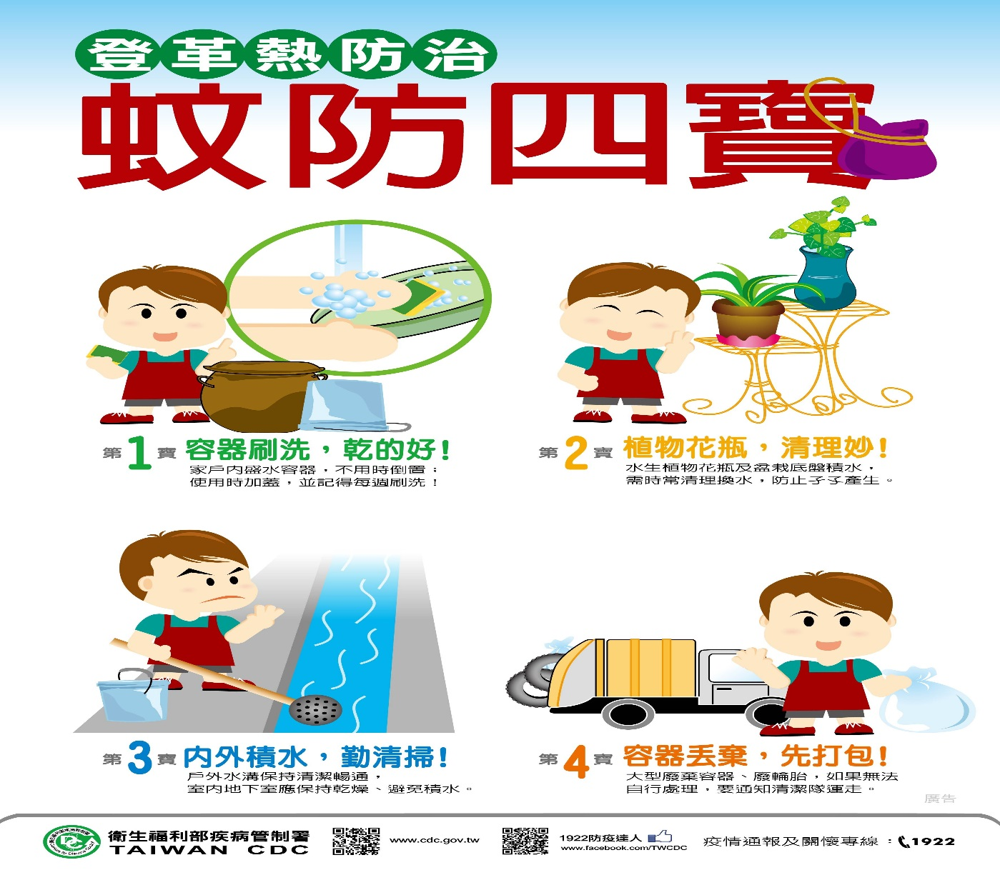 登革熱防治
蚊防四寶
第1寶 容器刷洗，乾的好!
家戶內盛水容器，不用時倒置；
使用時加蓋，並記得每週刷洗！
第2寶 植物花瓶，清理妙!
水生植物花瓶及盆栽底盤積水，
需時常清理換水，防止孑孓產生。
第3寶 內外積水，勤清掃!
戶外水溝保持清潔暢通，
室內地下室應保持乾燥、避免積水。
第4寶 容器丟棄，先打包!
大型廢棄容器、廢輪胎，如果無法
自行處理，要通知清潔隊運走。
廣告
衛生福利部疾病管制署
TAIWAN CDC
www.cdc.gov.tw
1922防疫達人
www.facebook.com/TWCDC
疫情通報及關懷專線：1922